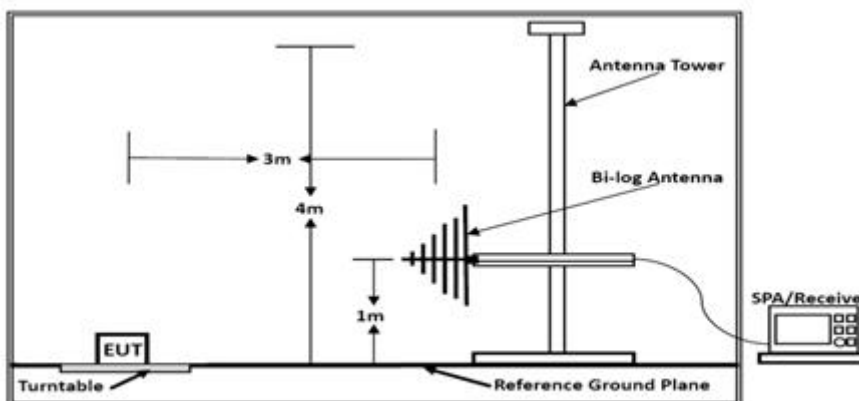 Antenna Tower
3m
Bi-log Antenna
4m
1m
SPA/Receive
EUT
Turntable
Reference Ground Plane